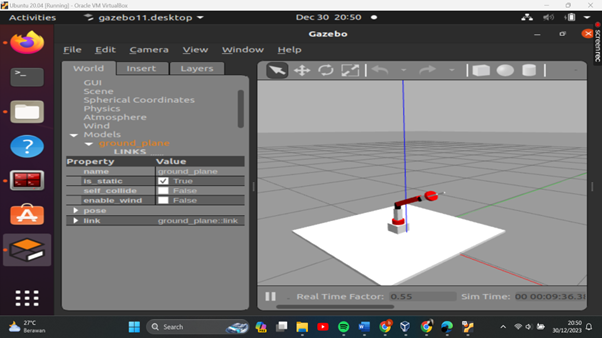 Ubuntu 20.04 [Running] - Oracle VM VirtualBox
Activities gazebo11.desktop Dec 30 20:50
Gazebo
File Edit Camera View Window Help
World Insert Layers
GUI
Scene
Spherical Coordinates
Physics
Atmosphere
Wind
Models
ground_plane
LINKS
Property Value
name ground_plane
is_static True
self_collide False
enable_wind False
pose
link ground_plane::link
Real Time Factor: 0.55 Sim Time: 00 00:09:36.3
screenrec
27°C
Berawan
Search
20:50
30/12/2023